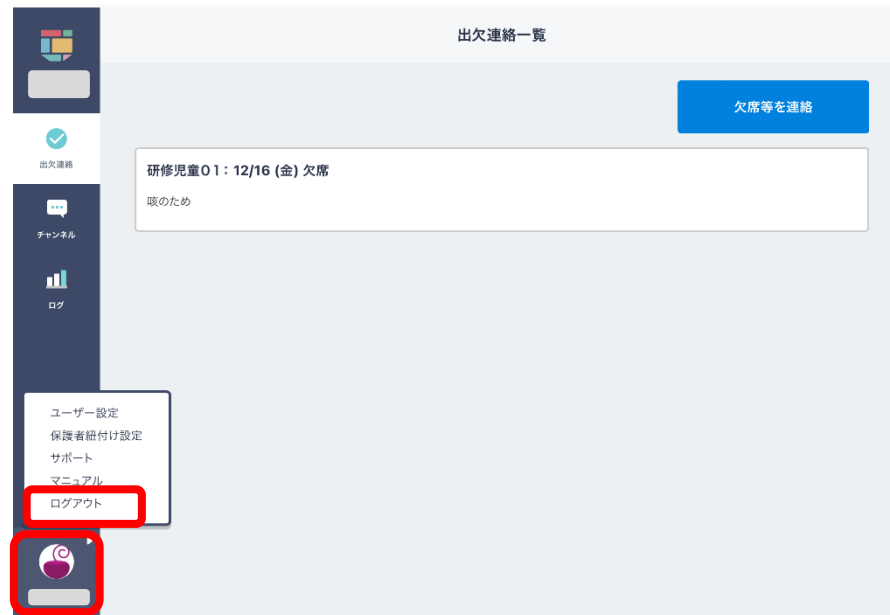 出欠連絡一覧
欠席等を連絡
出欠連絡
研修児童01：12/16 (金) 欠席
咳のため
チャンネル
ログ
ユーザー設定
保護者紐付け設定
サポート
マニュアル
ログアウト